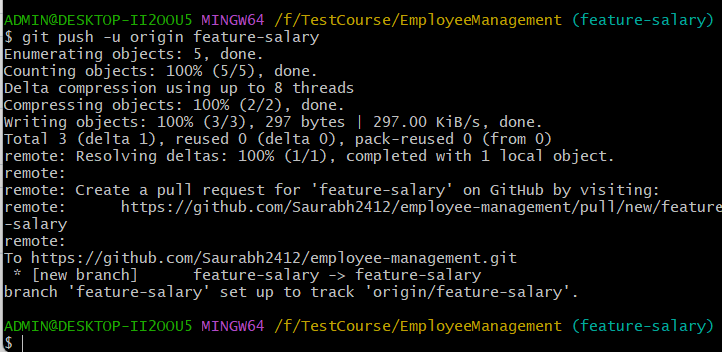 ADMIN@DESKTOP-II2OOU5 MINGW64 /f/TestCourse/EmployeeManagement (feature-salary)
$ git push -u origin feature-salary
Enumerating objects: 5, done.
Counting objects: 100% (5/5), done.
Delta compression using up to 8 threads
Compressing objects: 100% (2/2), done.
Writing objects: 100% (3/3), 297 bytes | 297.00 KiB/s, done.
Total 3 (delta 1), reused 0 (delta 0), pack-reused 0 (from 0)
remote: Resolving deltas: 100% (1/1), completed with 1 local object.
remote:
remote: Create a pull request for 'feature-salary' on GitHub by visiting:
remote:      https://github.com/Saurabh2412/employee-management/pull/new/feature
-salary
remote:
To https://github.com/Saurabh2412/employee-management.git
 * [new branch]      feature-salary -> feature-salary
branch 'feature-salary' set up to track 'origin/feature-salary'.
ADMIN@DESKTOP-II2OOU5 MINGW64 /f/TestCourse/EmployeeManagement (feature-salary)
$